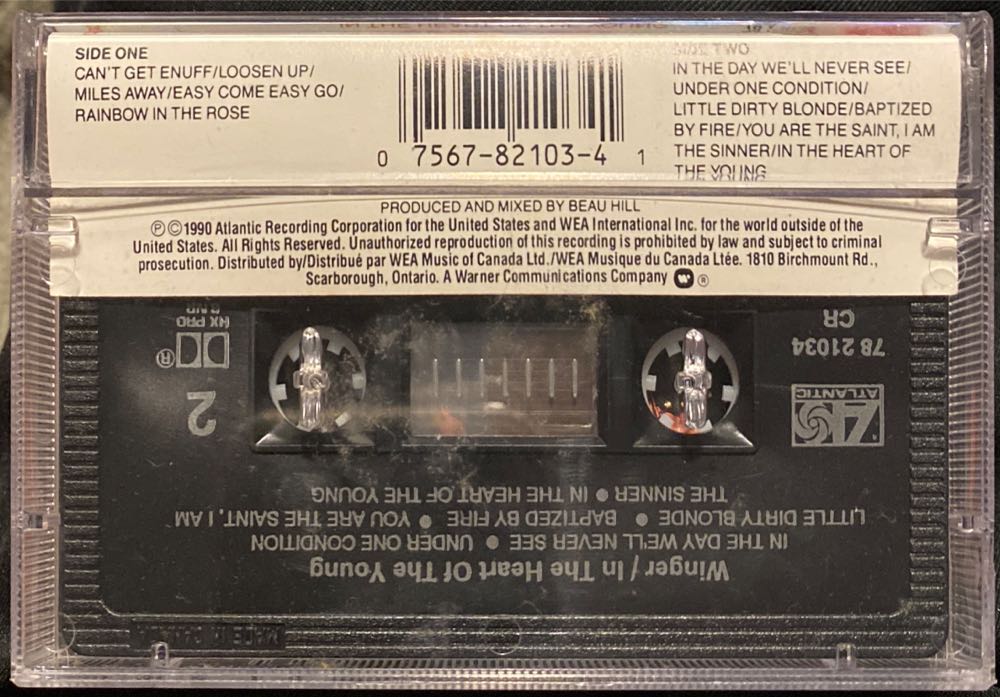 SIDE ONE
CAN'T GET ENUFF/LOOSEN UP/
MILES AWAY/EASY COME EASY GO/
RAINBOW IN THE ROSE
0 7567-82103-4 1
SIDE TWO
IN THE DAY WE'LL NEVER SEE/
UNDER ONE CONDITION/
LITTLE DIRTY BLONDE/BAPTIZED
BY FIRE/YOU ARE THE SAINT, I AM
THE SINNER/IN THE HEART OF
THE YOUNG
PRODUCED AND MIXED BY BEAU HILL
Ⓟ©1990 Atlantic Recording Corporation for the United States and WEA International Inc. for the world outside of the
United States. All Rights Reserved. Unauthorized reproduction of this recording is prohibited by law and subject to criminal
prosecution. Distributed by/Distribué par WEA Music of Canada Ltd./WEA Musique du Canada Ltée. 1810 Birchmount Rd.,
Scarborough, Ontario. A Warner Communications Company ®
Winger / In The Heart Of The Young
IN THE DAY WE'LL NEVER SEE • UNDER ONE CONDITION
LITTLE DIRTY BLONDE • BAPTIZED BY FIRE • YOU ARE THE SAINT, I AM
THE SINNER • IN THE HEART OF THE YOUNG
ATLANTIC
®
2
®
78 21034
CR
HX PRO
B NR
MADE IN